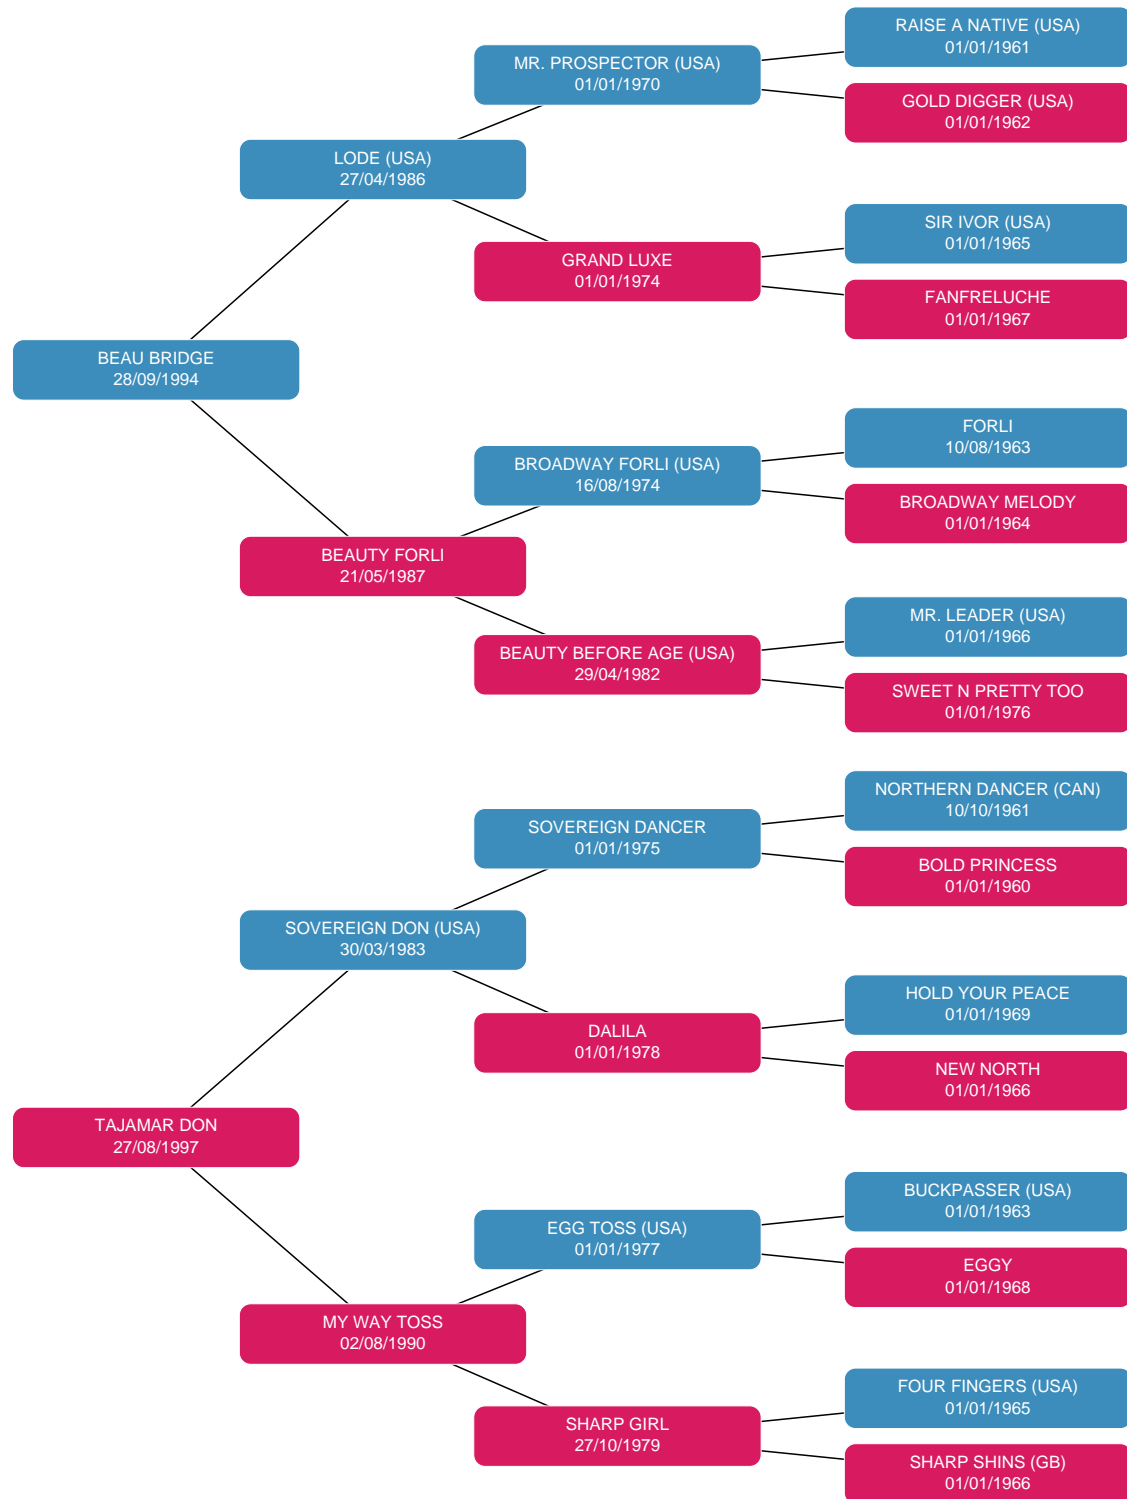 RAISE A NATIVE (USA)
01/01/1961
MR. PROSPECTOR (USA)
01/01/1970
GOLD DIGGER (USA)
01/01/1962
LODE (USA)
27/04/1986
SIR IVOR (USA)
01/01/1965
GRAND LUXE
01/01/1974
FANFRELUCHE
01/01/1967
BEAU BRIDGE
28/09/1994
FORLI
10/08/1963
BROADWAY FORLI (USA)
16/08/1974
BROADWAY MELODY
01/01/1964
BEAUTY FORLI
21/05/1987
MR. LEADER (USA)
01/01/1966
BEAUTY BEFORE AGE (USA)
29/04/1982
SWEET N PRETTY TOO
01/01/1976
NORTHERN DANCER (CAN)
10/10/1961
SOVEREIGN DANCER
01/01/1975
BOLD PRINCESS
01/01/1960
SOVEREIGN DON (USA)
30/03/1983
HOLD YOUR PEACE
01/01/1969
DALILA
01/01/1978
NEW NORTH
01/01/1966
TAJAMAR DON
27/08/1997
BUCKPASSER (USA)
01/01/1963
EGG TOSS (USA)
01/01/1977
EGGY
01/01/1968
MY WAY TOSS
02/08/1990
FOUR FINGERS (USA)
01/01/1965
SHARP GIRL
27/10/1979
SHARP SHINS (GB)
01/01/1966